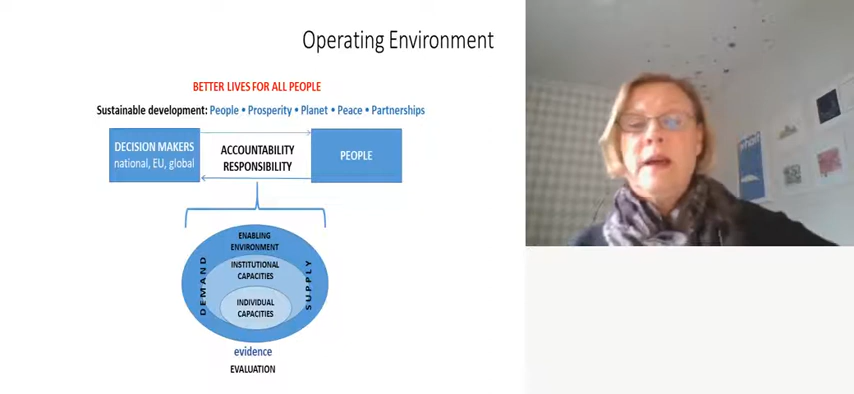 Operating Environment
BETTER LIVES FOR ALL PEOPLE
Sustainable development: People • Prosperity • Planet • Peace • Partnerships
DECISION MAKERS
national, EU, global
ACCOUNTABILITY
RESPONSIBILITY
PEOPLE
ENABLING
ENVIRONMENT
INSTITUTIONAL
CAPACITIES
DEMAND
SUPPLY
INDIVIDUAL
CAPACITIES
evidence
EVALUATION